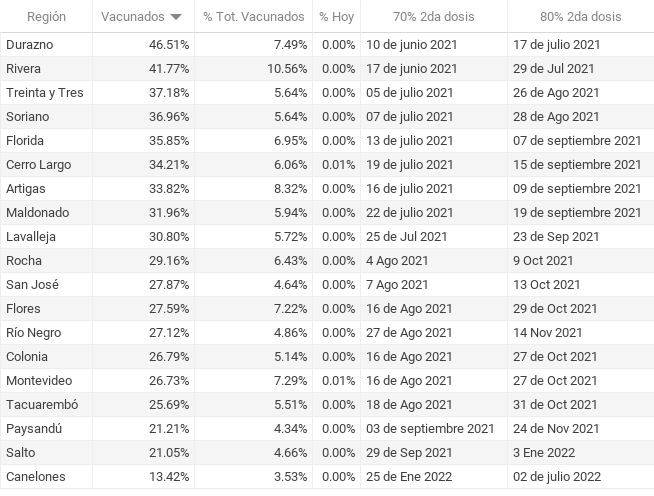 Región Vacunados % Tot. Vacunados % Hoy 70% 2da dosis 80% 2da dosis
Durazno 46.51% 7.49% 0.00% 10 de junio 2021 17 de julio 2021
Rivera 41.77% 10.56% 0.00% 17 de junio 2021 29 de Jul 2021
Treinta y Tres 37.18% 5.64% 0.00% 05 de julio 2021 26 de Ago 2021
Soriano 36.96% 5.64% 0.00% 07 de julio 2021 28 de Ago 2021
Florida 35.85% 6.95% 0.00% 13 de julio 2021 07 de septiembre 2021
Cerro Largo 34.21% 6.06% 0.01% 19 de julio 2021 15 de septiembre 2021
Artigas 33.82% 8.32% 0.00% 16 de julio 2021 09 de septiembre 2021
Maldonado 31.96% 5.94% 0.00% 22 de julio 2021 19 de septiembre 2021
Lavalleja 30.80% 5.72% 0.00% 25 de Jul 2021 23 de Sep 2021
Rocha 29.16% 6.43% 0.00% 4 Ago 2021 9 Oct 2021
San José 27.87% 4.64% 0.00% 7 Ago 2021 13 Oct 2021
Flores 27.59% 7.22% 0.00% 16 de Ago 2021 29 de Oct 2021
Río Negro 27.12% 4.86% 0.00% 27 de Ago 2021 14 Nov 2021
Colonia 26.79% 5.14% 0.00% 16 de Ago 2021 27 de Oct 2021
Montevideo 26.73% 7.29% 0.01% 16 de Ago 2021 27 de Oct 2021
Tacuarembó 25.69% 5.51% 0.00% 18 de Ago 2021 31 de Oct 2021
Paysandú 21.21% 4.34% 0.00% 03 de septiembre 2021 24 de Nov 2021
Salto 21.05% 4.66% 0.00% 29 de Sep 2021 3 Ene 2022
Canelones 13.42% 3.53% 0.00% 25 de Ene 2022 02 de julio 2022